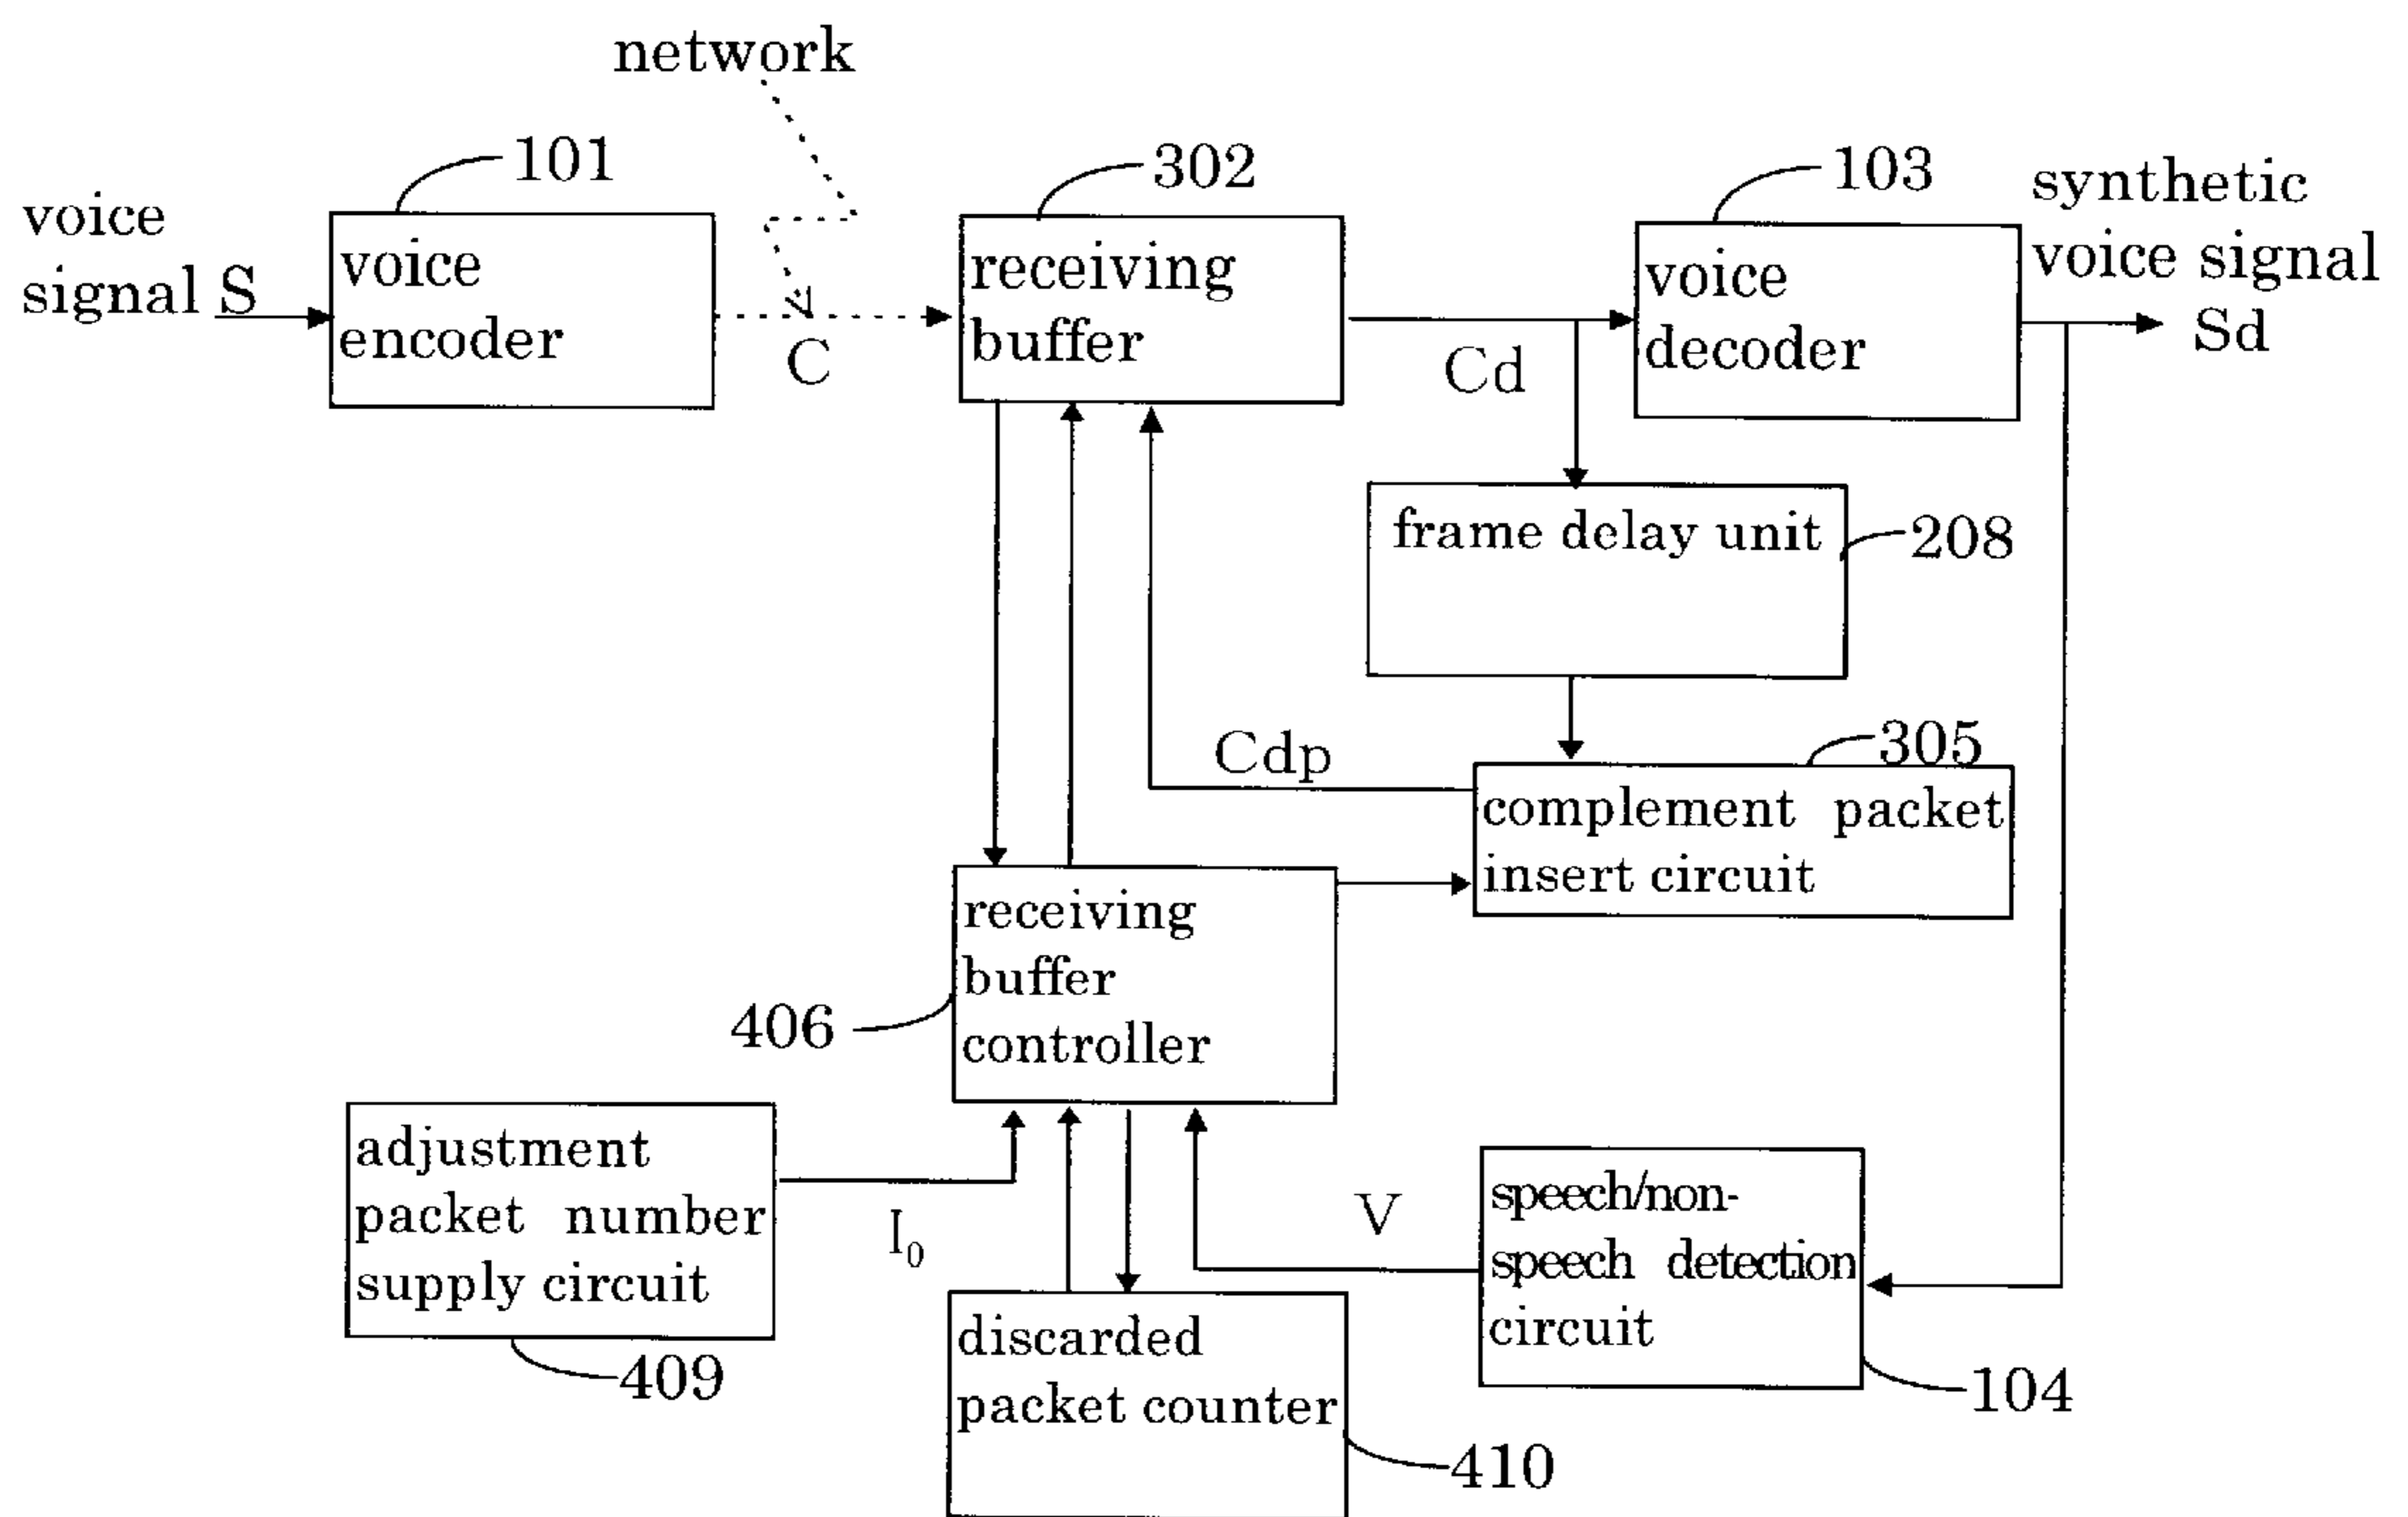 network
101
302
103
voice
signal S
voice
encoder
C
receiving
buffer
Cd
voice
decoder
synthetic
voice signal
Sd
frame delay unit
208
Cdp
305
complement packet
insert circuit
receiving
buffer
controller
406
adjustment
packet number
supply circuit
409
I₀
V
speech/non-
speech detection
circuit
104
discarded
packet counter
410